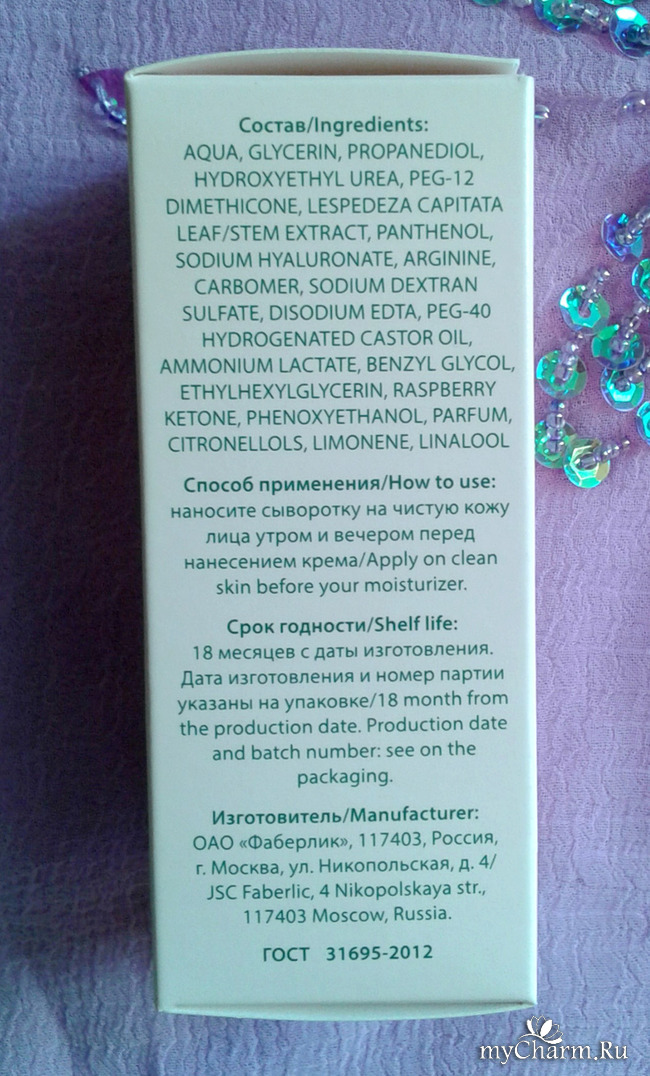 Состав/Ingredients:
AQUA, GLYCERIN, PROPANEDIOL,
HYDROXYETHYL UREA, PEG-12
DIMETHICONE, LESPEDEZA CAPITATA
LEAF/STEM EXTRACT, PANTHENOL,
SODIUM HYALURONATE, ARGININE,
CARBOMER, SODIUM DEXTRAN
SULFATE, DISODIUM EDTA, PEG-40
HYDROGENATED CASTOR OIL,
AMMONIUM LACTATE, BENZYL GLYCOL,
ETHYLHEXYLGLYCERIN, RASPBERRY
KETONE, PHENOXYETHANOL, PARFUM,
CITRONELLOLS, LIMONENE, LINALOOL
Способ применения/How to use:
наносите сыворотку на чистую кожу
лица утром и вечером перед
нанесением крема/Apply on clean
skin before your moisturizer.
Срок годности/Shelf life:
18 месяцев с даты изготовления.
Дата изготовления и номер партии
указаны на упаковке/18 month from
the production date. Production date
and batch number: see on the
packaging.
Изготовитель/Manufacturer:
ОАО «Фаберлик», 117403, Россия,
г. Москва, ул. Никопольская, д. 4/
JSC Faberlic, 4 Nikopolskaya str.,
117403 Moscow, Russia.
ГОСТ 31695-2012
myCharm.Ru